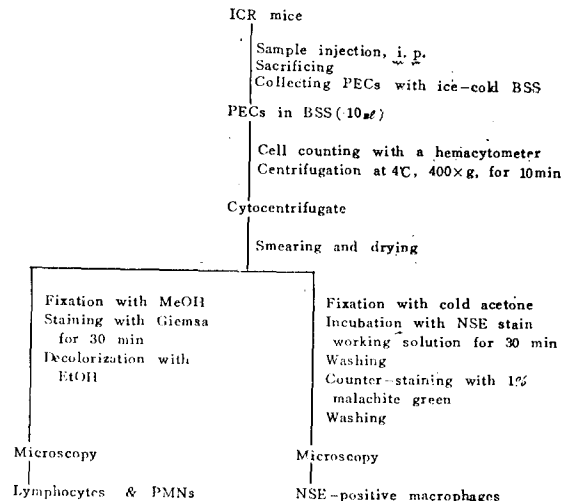 ICR mice
Sample injection, i. p.
Sacrificing
Collecting PECs with ice-cold BSS
PECs in BSS (10ml)
Cell counting with a hemacytometer
Centrifugation at 4℃, 400×g, for 10min
Cytocentrifugate
Smearing and drying
Fixation with MeOH
Staining with Giemsa
for 30 min
Decolorization with
EtOH
Microscopy
Lymphocytes & PMNs
Fixation with cold acetone
Incubation with NSE stain
working solution for 30 min
Washing
Counter-staining with 1%
malachite green
Washing
Microscopy
NSE-positive macrophages